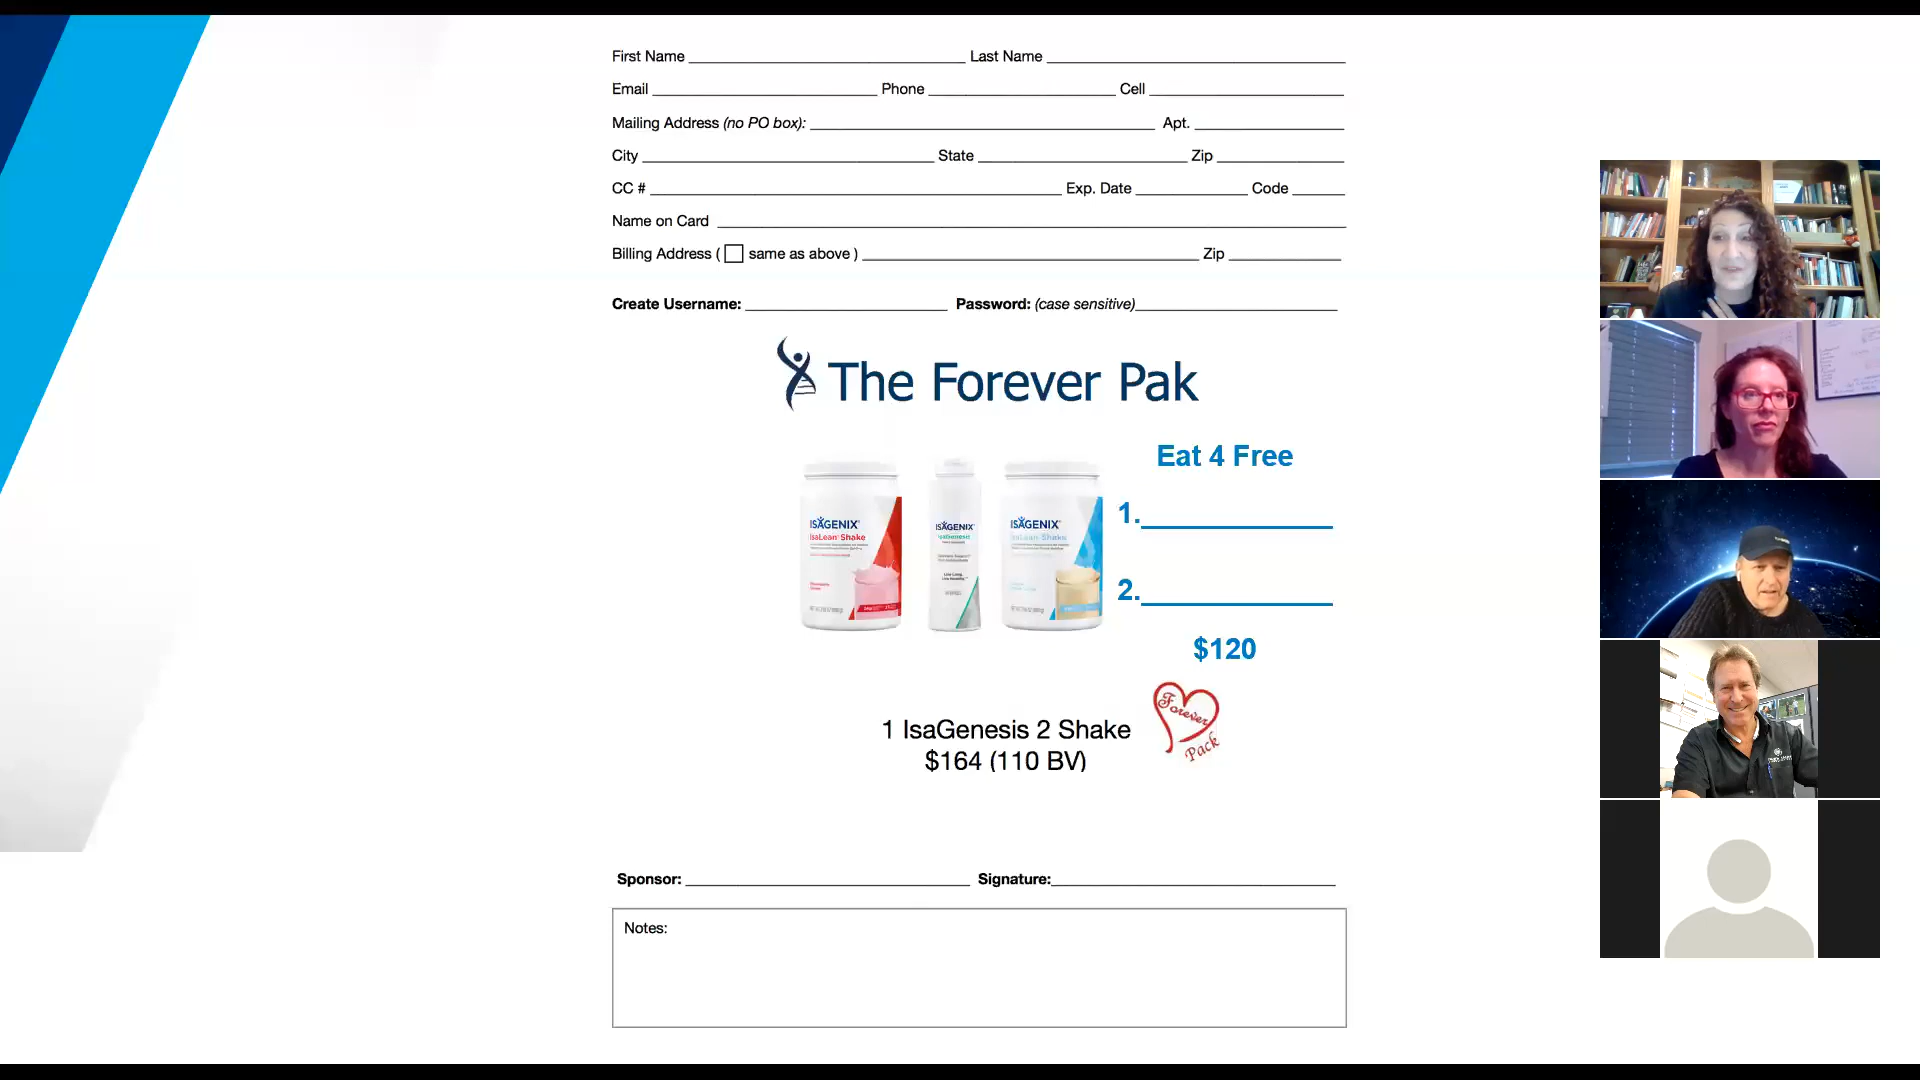 First Name Last Name
Email Phone Cell
Mailing Address (no PO box): Apt.
City State Zip
CC # Exp. Date Code
Name on Card
Billing Address ( same as above ) Zip
Create Username: Password: (case sensitive)
The Forever Pak
Eat 4 Free
1.
2.
$120
ISAGENIX
IsaLean Shake
ISAGENIX
IsaGenesis
ISAGENIX
IsaLean Shake
Forever
Pack
1 IsaGenesis 2 Shake
$164 (110 BV)
Sponsor: Signature:
Notes: